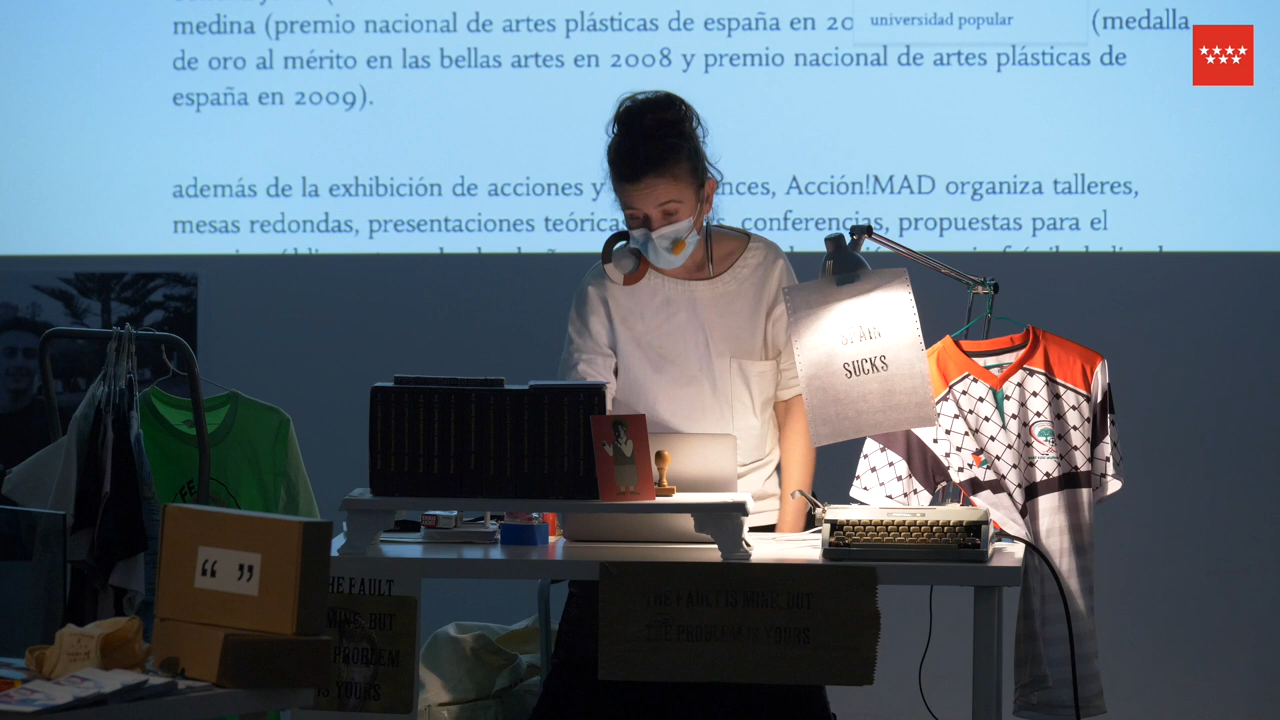 medina (premio nacional de artes plásticas de españa en 20
universidad popular
(medalla
de oro al mérito en las bellas artes en 2008 y premio nacional de artes plásticas de
españa en 2009).
además de la exhibición de acciones y nces, Acción!MAD organiza talleres,
mesas redondas, presentaciones teóricas conferencias, propuestas para el
SPAIN
SUCKS
FE
“ ”
HE FAULT
MINE, BUT
PROBLEM
IS YOURS
THE FAULT IS MINE, BUT
THE PROBLEM IS YOURS